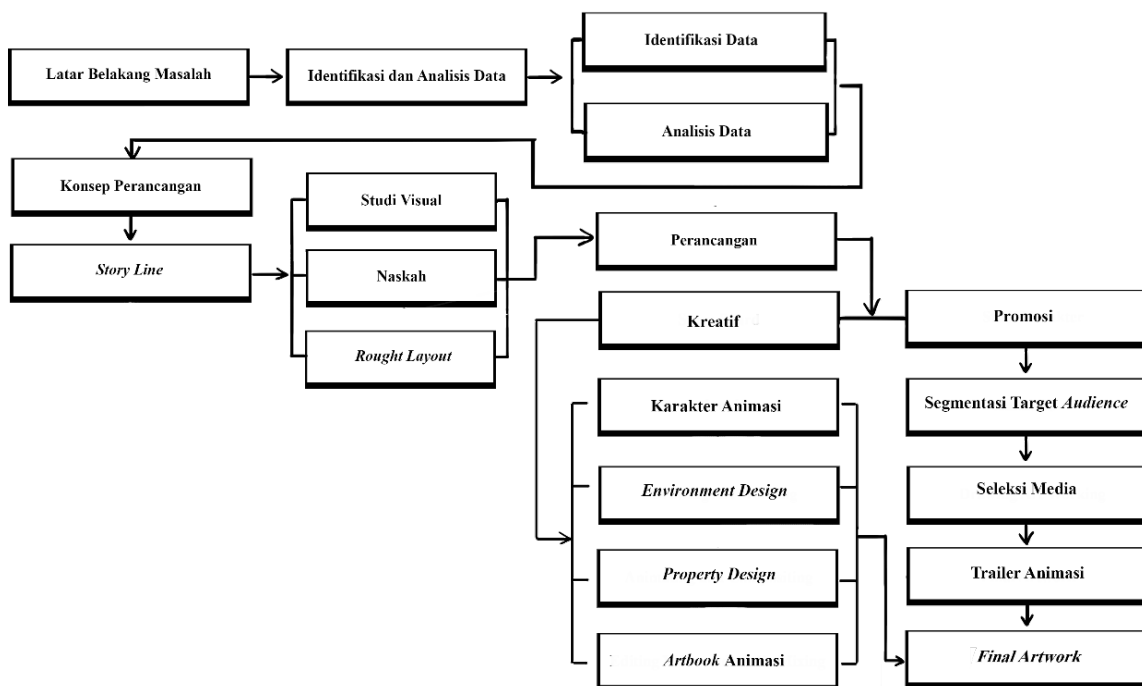 Latar Belakang Masalah
Identifikasi dan Analisis Data
Identifikasi Data
Analisis Data
Konsep Perancangan
Story Line
Studi Visual
Naskah
Rought Layout
Perancangan
Kreatif
Promosi
Karakter Animasi
Environment Design
Property Design
Artbook Animasi
Segmentasi Target Audience
Seleksi Media
Trailer Animasi
Final Artwork